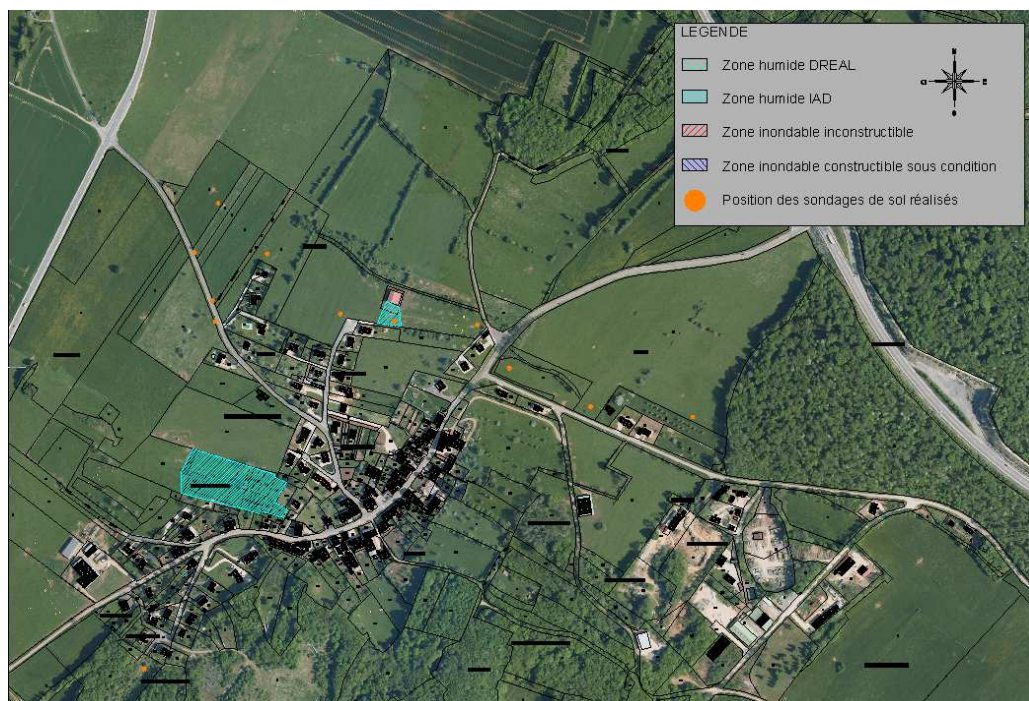 LEGENDE
N
O E
Zone humide DREAL
S
Zone humide IAD
Zone inondable inconstructible
Zone inondable constructible sous condition
Position des sondages de sol réalisés